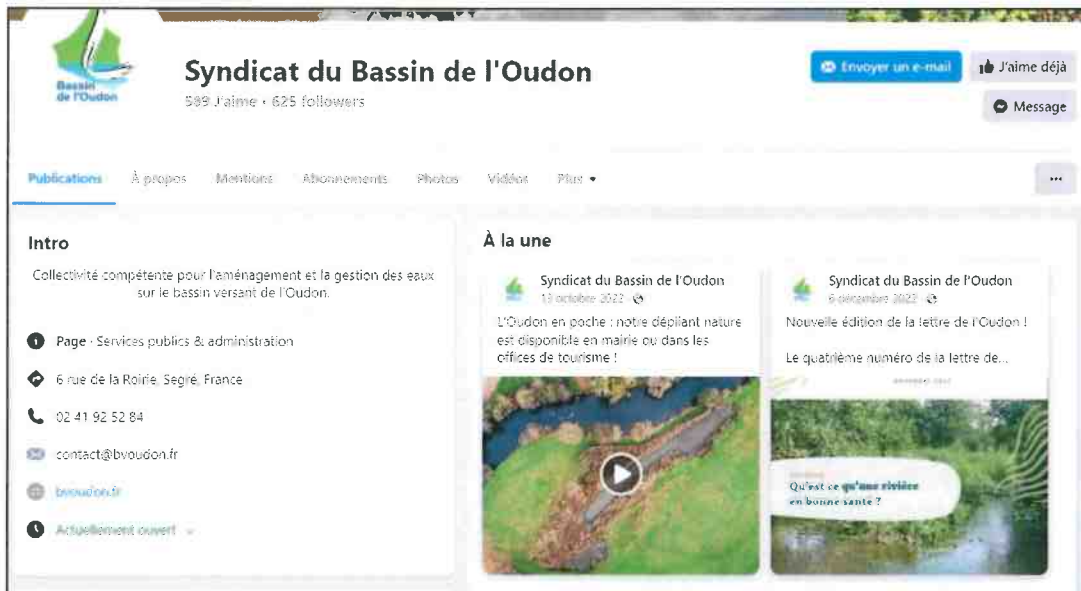 Bassin
de l'Oudon
Syndicat du Bassin de l'Oudon
589 J'aime • 625 followers
Envoyer un e-mail
J'aime déjà
Message
Publications À propos Mentions Abonnements Photos Vidéos Plus
Intro
Collectivité compétente pour l'aménagement et la gestion des eaux
sur le bassin versant de l'Oudon.
Page · Services publics & administration
6 rue de la Roirie, Segré, France
02 41 92 52 84
contact@bvoudon.fr
bvoudon.fr
Actuellement ouvert
À la une
Syndicat du Bassin de l'Oudon
13 octobre 2022
L'Oudon en poche : notre dépliant nature
est disponible en mairie ou dans les
offices de tourisme !
Syndicat du Bassin de l'Oudon
6 décembre 2022
Nouvelle édition de la lettre de l'Oudon !
Le quatrième numéro de la lettre de...
Qu'est ce qu'une rivière
en bonne santé ?